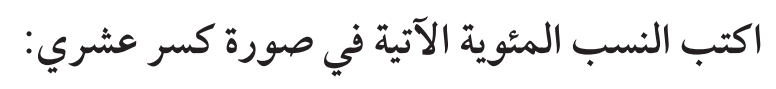 اكتب النسب المئوية الآتية في صورة كسر عشري: